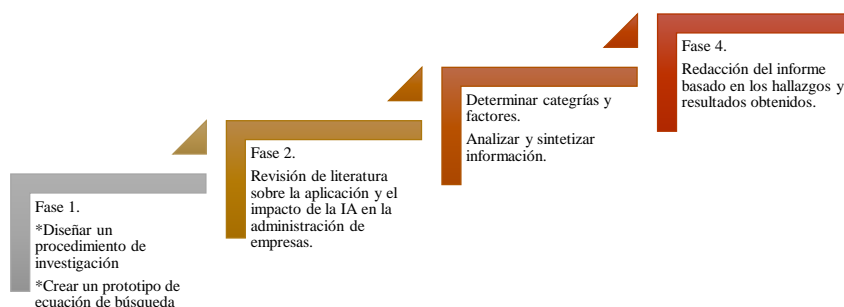 Fase 1.
*Diseñar un
procedimiento de
investigación
*Crear un prototipo de
ecuación de búsqueda
Fase 2.
Revisión de literatura
sobre la aplicación y el
impacto de la IA en la
administración de
empresas.
Determinar categrías y
factores.
Analizar y sintetizar
información.
Fase 4.
Redacción del informe
basado en los hallazgos y
resultados obtenidos.